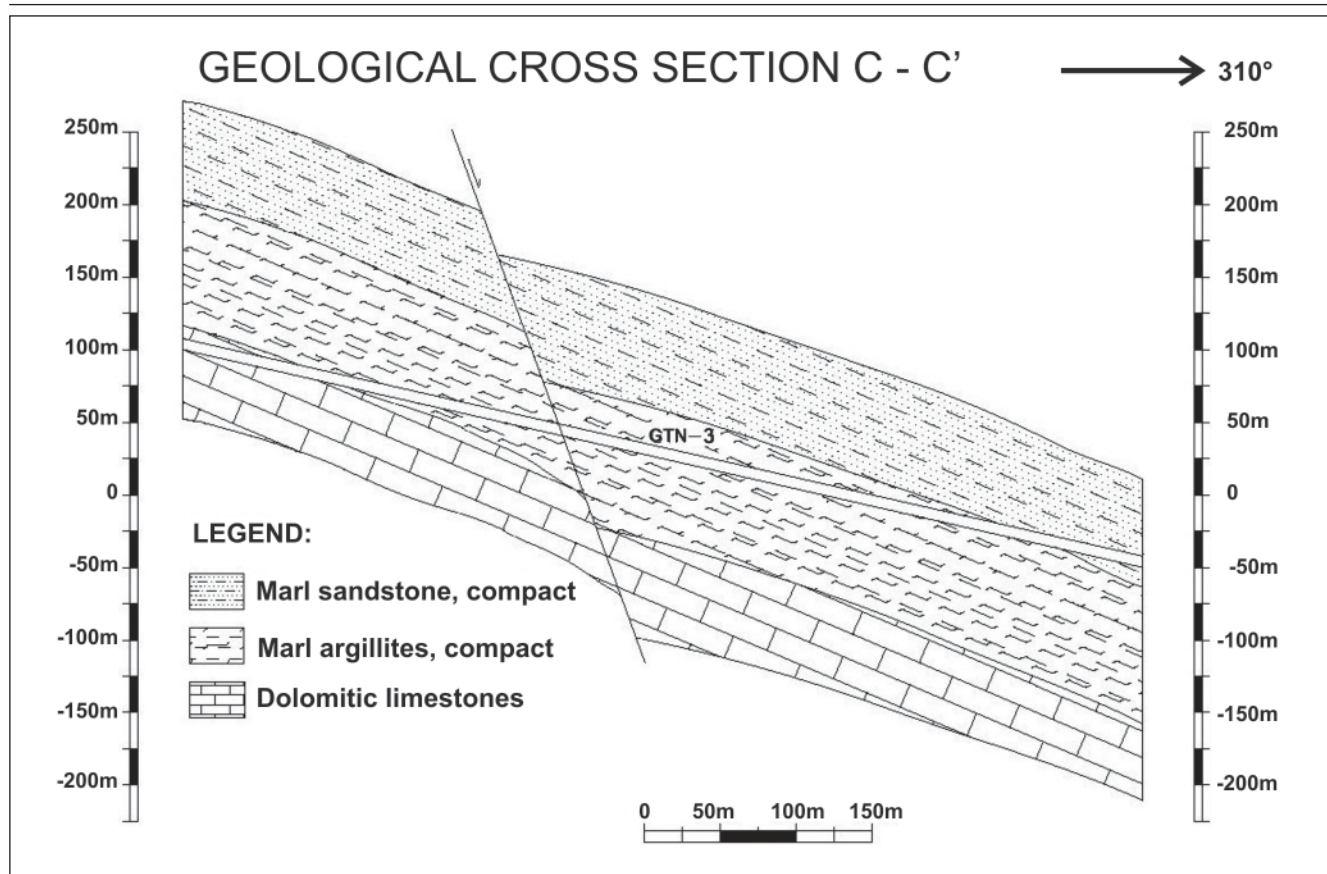 GEOLOGICAL CROSS SECTION C - C’
310°
250m
200m
150m
100m
50m
0
-50m
-100m
-150m
-200m
250m
200m
150m
100m
50m
0
-50m
-100m
-150m
-200m
GTN–3
LEGEND:
Marl sandstone, compact
Marl argillites, compact
Dolomitic limestones
0 50m 100m 150m